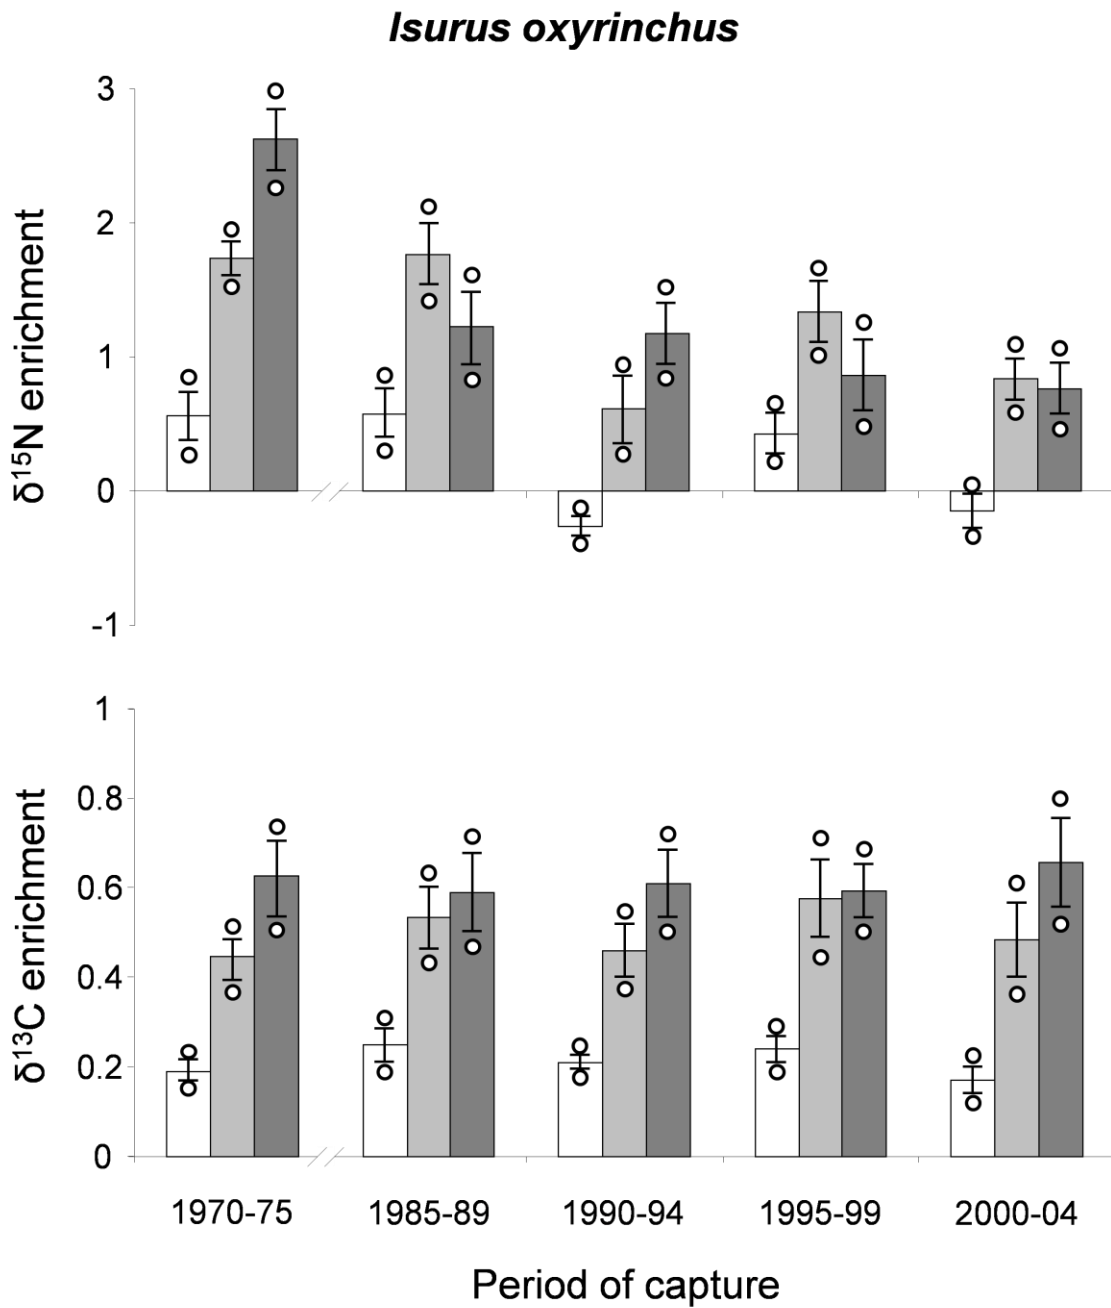 Isurus oxyrinchus
3
2
1
0
-1
δ15N enrichment
1
0.8
0.6
0.4
0.2
0
δ13C enrichment
1970-75 1985-89 1990-94 1995-99 2000-04
Period of capture